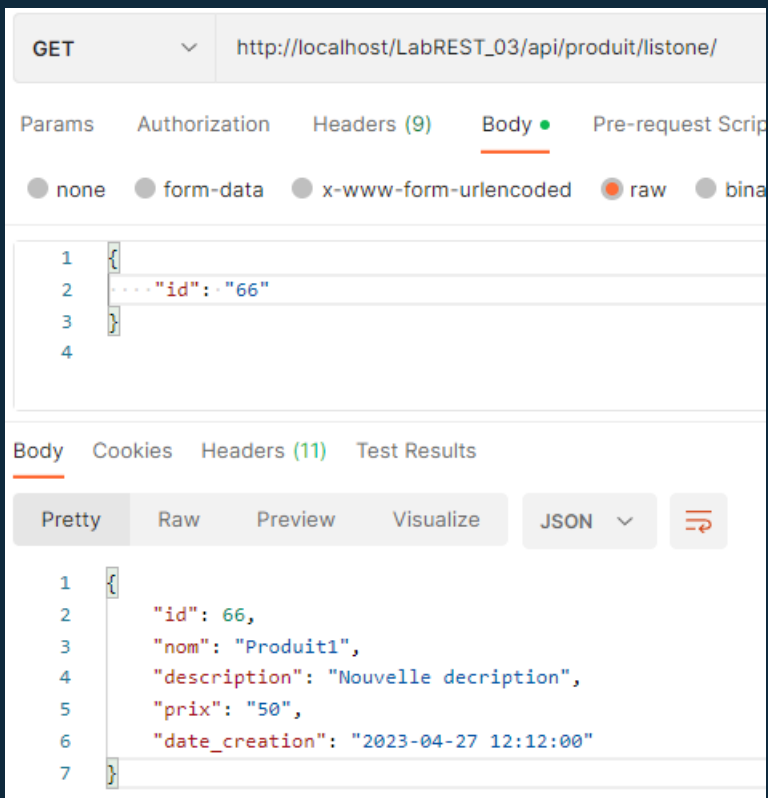 GET http://localhost/LabREST_03/api/produit/listone/
Params Authorization Headers (9) Body Pre-request Scrip
none form-data x-www-form-urlencoded raw bina
1 {
2 "id": "66"
3 }
4
Body Cookies Headers (11) Test Results
Pretty Raw Preview Visualize JSON
1 {
2 "id": 66,
3 "nom": "Produit1",
4 "description": "Nouvelle decription",
5 "prix": "50",
6 "date_creation": "2023-04-27 12:12:00"
7 }